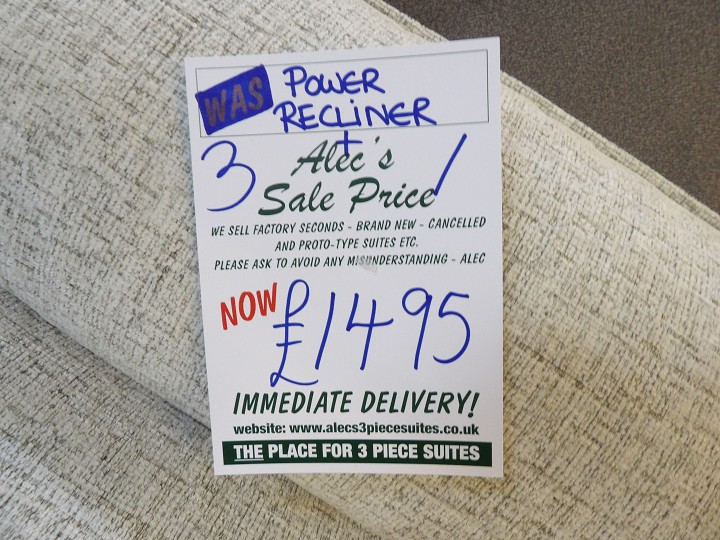 WAS POWER
RECLINER
3 + 1
Alec's
Sale Price
WE SELL FACTORY SECONDS - BRAND NEW - CANCELLED
AND PROTO-TYPE SUITES ETC.
PLEASE ASK TO AVOID ANY MISUNDERSTANDING - ALEC
NOW £1495
IMMEDIATE DELIVERY!
website: www.alecs3piecesuites.co.uk
THE PLACE FOR 3 PIECE SUITES